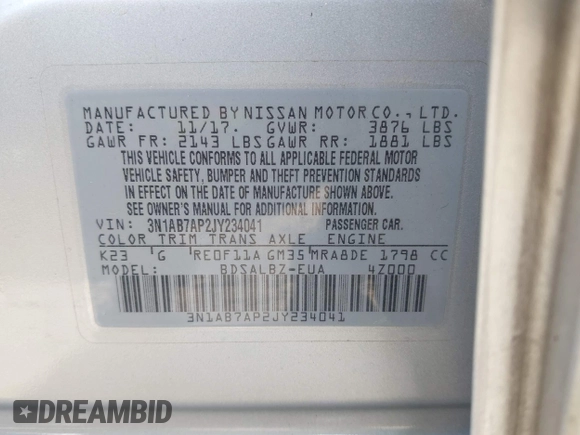 MANUFACTURED BY NISSAN MOTOR CO., LTD.
DATE: 11/17. GVWR: 3876 LBS
GAWR FR: 2143 LBS GAWR RR: 1881 LBS
THIS VEHICLE CONFORMS TO ALL APPLICABLE FEDERAL MOTOR
VEHICLE SAFETY, BUMPER AND THEFT PREVENTION STANDARDS
IN EFFECT ON THE DATE OF MANUFACTURE SHOWN ABOVE.
SEE OWNER'S MANUAL FOR ADDITIONAL INFORMATION.
VIN: 3N1AB7AP2JY234041 PASSENGER CAR.
COLOR TRIM TRANS AXLE ENGINE
K23 G RE0F11A GM35 MRA8DE 1798 CC
MODEL: BDSALBZ-EUA 4Z000
3N1AB7AP2JY234041
DREAMBID